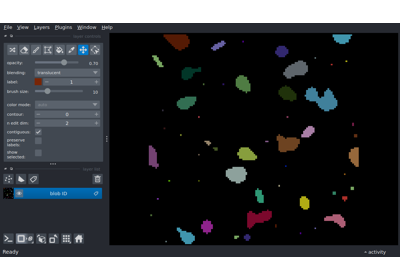 File View Layers Plugins Window Help
opacity: 0.70
blending: translucent
label: 1
brush size: 10
color mode:
contour: 0
n edit dim: 2
contiguous:
preserve labels:
show selected:
blob ID
Ready
activity